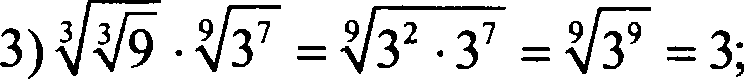 3) ∛(∛9) · ⁹√(3⁷) = ⁹√(3² · 3⁷) = ⁹√(3⁹) = 3;